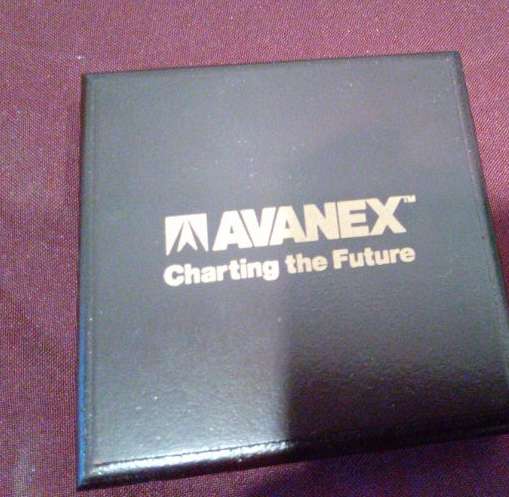 AVANEX™
Charting the Future